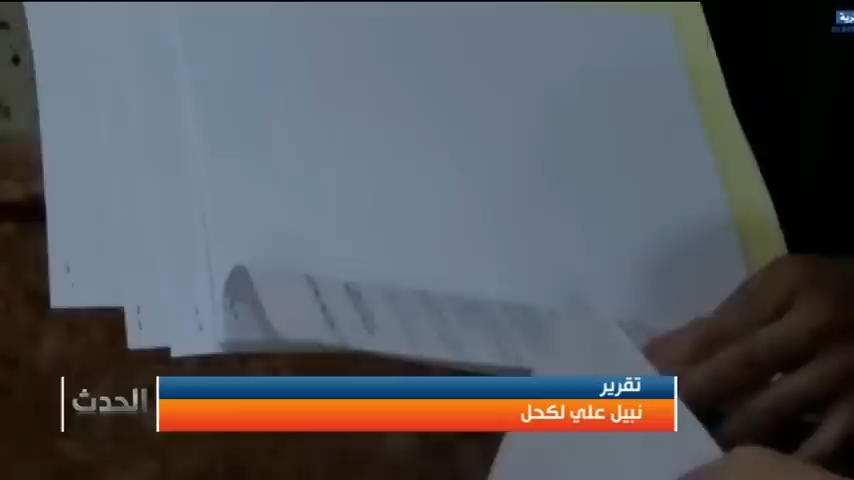 تقرير
نبيل علي لكحل
الحدث